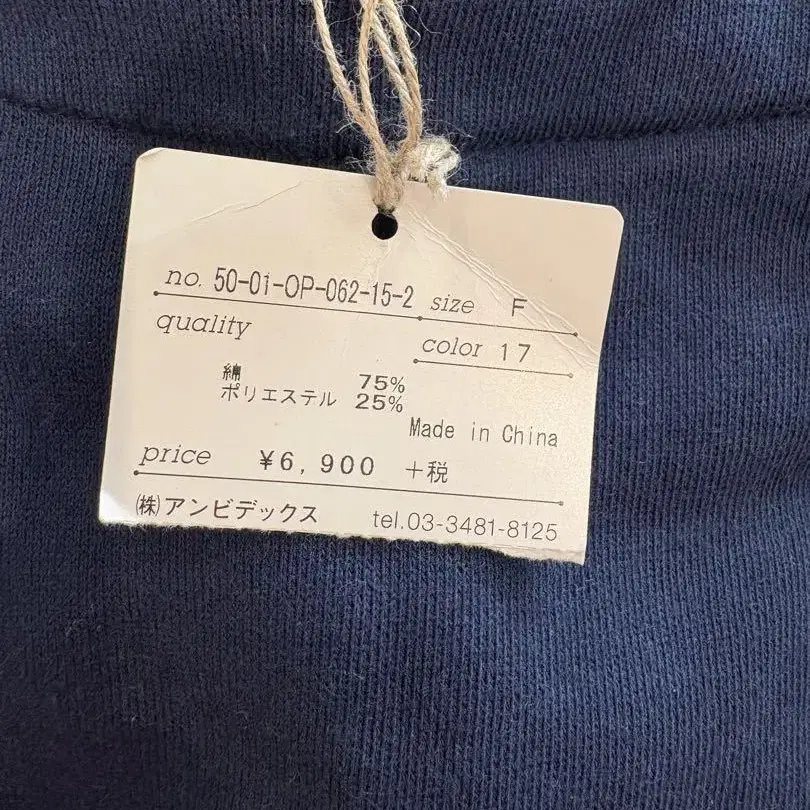 no. 50-01-OP-062-15-2 size F
quality
color 17
綿 75%
ポリエステル 25%
Made in China
price ¥6,900 +税
㈱アンビデックス tel.03-3481-8125